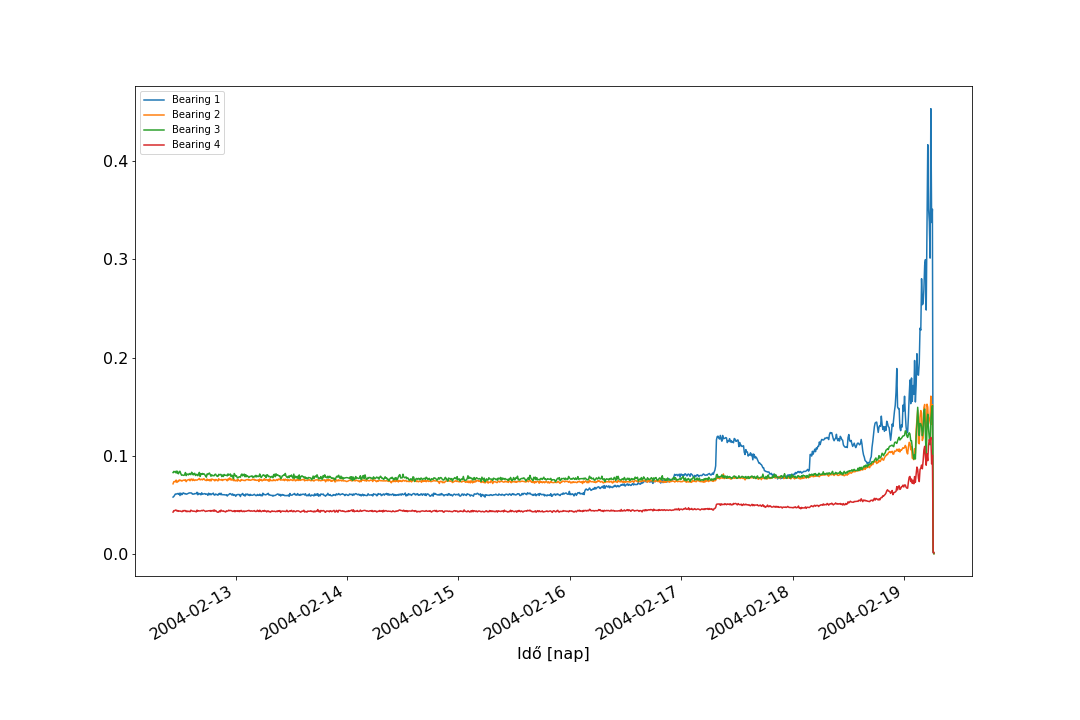 Bearing 1
Bearing 2
Bearing 3
Bearing 4
0.4
0.3
0.2
0.1
0.0
2004-02-13
2004-02-14
2004-02-15
2004-02-16
2004-02-17
2004-02-18
2004-02-19
Idő [nap]